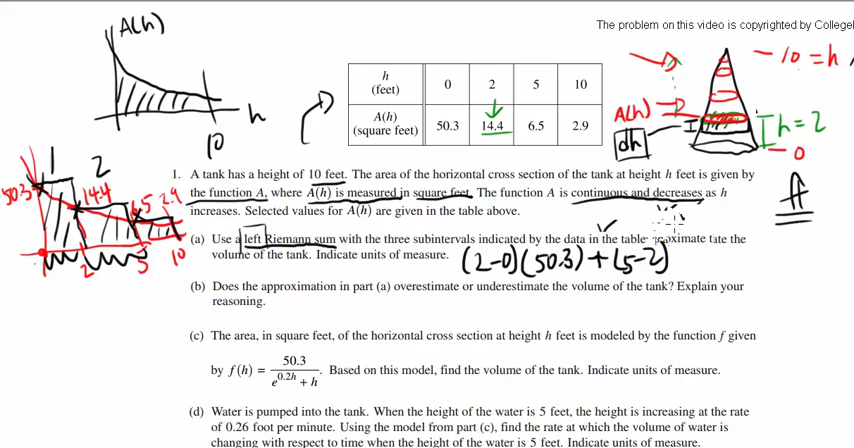 The problem on this video is copyrighted by College
A(h)
h
10
h
(feet)
0
2
5
10
A(h)
(square feet)
50.3
14.4
6.5
2.9
10 = h
A(h)
dh
h = 2
0
ft
1
2
50.3
14.4
6.5
2.9
2
5
10
1. A tank has a height of 10 feet. The area of the horizontal cross section of the tank at height h feet is given by
the function A, where A(h) is measured in square feet. The function A is continuous and decreases as h
increases. Selected values for A(h) are given in the table above.
(a) Use a left Riemann sum with the three subintervals indicated by the data in the table the
volume of the tank. Indicate units of measure.
(2-0)(50.3) + (5-2)
(b) Does the approximation in part (a) overestimate or underestimate the volume of the tank? Explain your
reasoning.
(c) The area, in square feet, of the horizontal cross section at height h feet is modeled by the function f given
by f(h) = 50.3 / (e^0.2h + h). Based on this model, find the volume of the tank. Indicate units of measure.
(d) Water is pumped into the tank. When the height of the water is 5 feet, the height is increasing at the rate
of 0.26 foot per minute. Using the model from part (c), find the rate at which the volume of water is
changing with respect to time when the height of the water is 5 feet. Indicate units of measure.